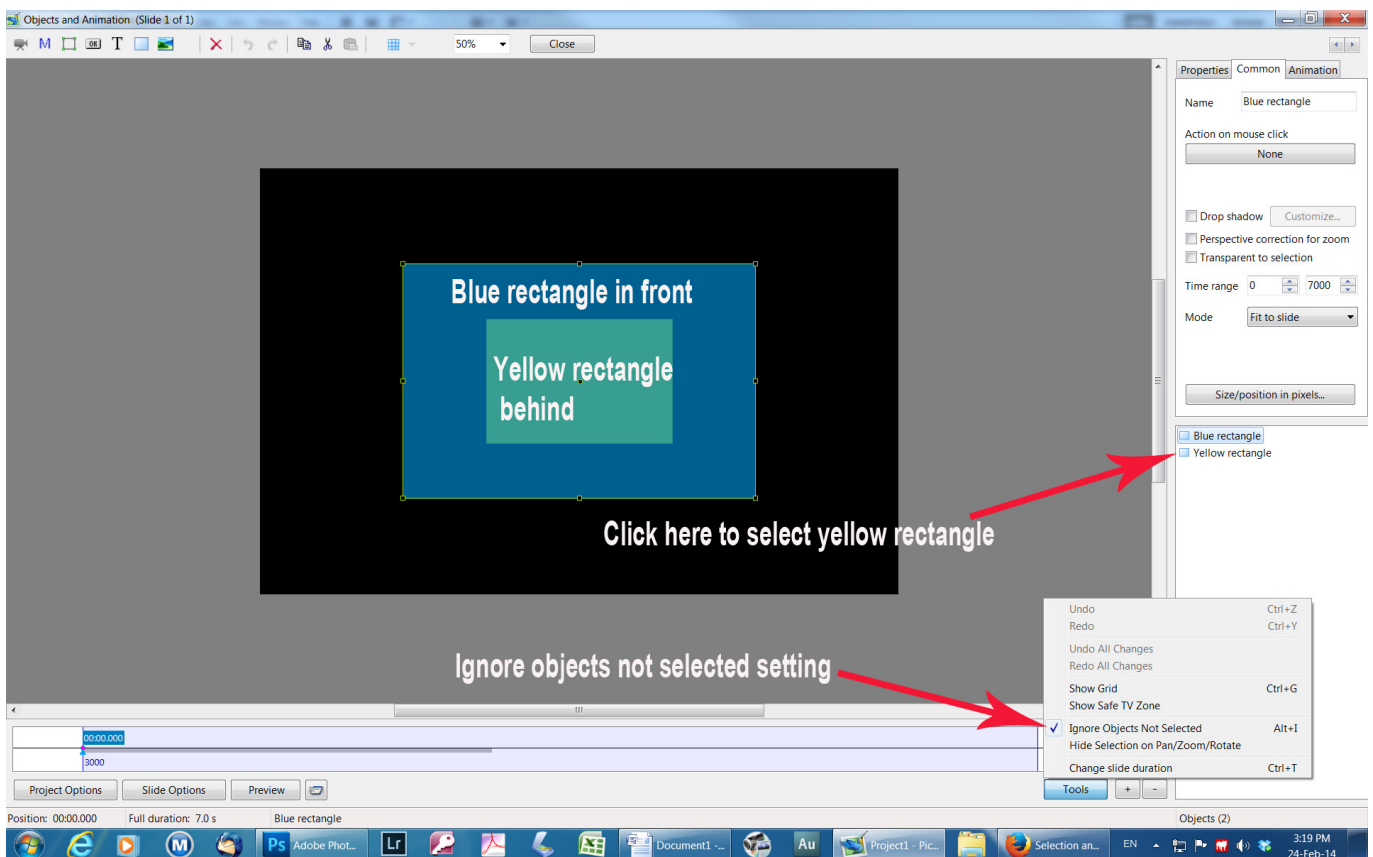 Objects and Animation (Slide 1 of 1)
M OK T 50% Close
Properties Common Animation
Name Blue rectangle
Action on mouse click
None
Drop shadow Customize...
Perspective correction for zoom
Transparent to selection
Time range 0 7000
Mode Fit to slide
Size/position in pixels...
Blue rectangle
Yellow rectangle
Blue rectangle in front
Yellow rectangle
behind
Click here to select yellow rectangle
Ignore objects not selected setting
Undo Ctrl+Z
Redo Ctrl+Y
Undo All Changes
Redo All Changes
Show Grid Ctrl+G
Show Safe TV Zone
Ignore Objects Not Selected Alt+I
Hide Selection on Pan/Zoom/Rotate
Change slide duration Ctrl+T
00:00.000
3000
Project Options Slide Options Preview Tools + -
Position: 00:00.000 Full duration: 7.0 s Blue rectangle Objects (2)
Ps Adobe Phot... Lr Document1 -... Au Project1 - Pic... Selection an... EN 3:19 PM
24-Feb-14